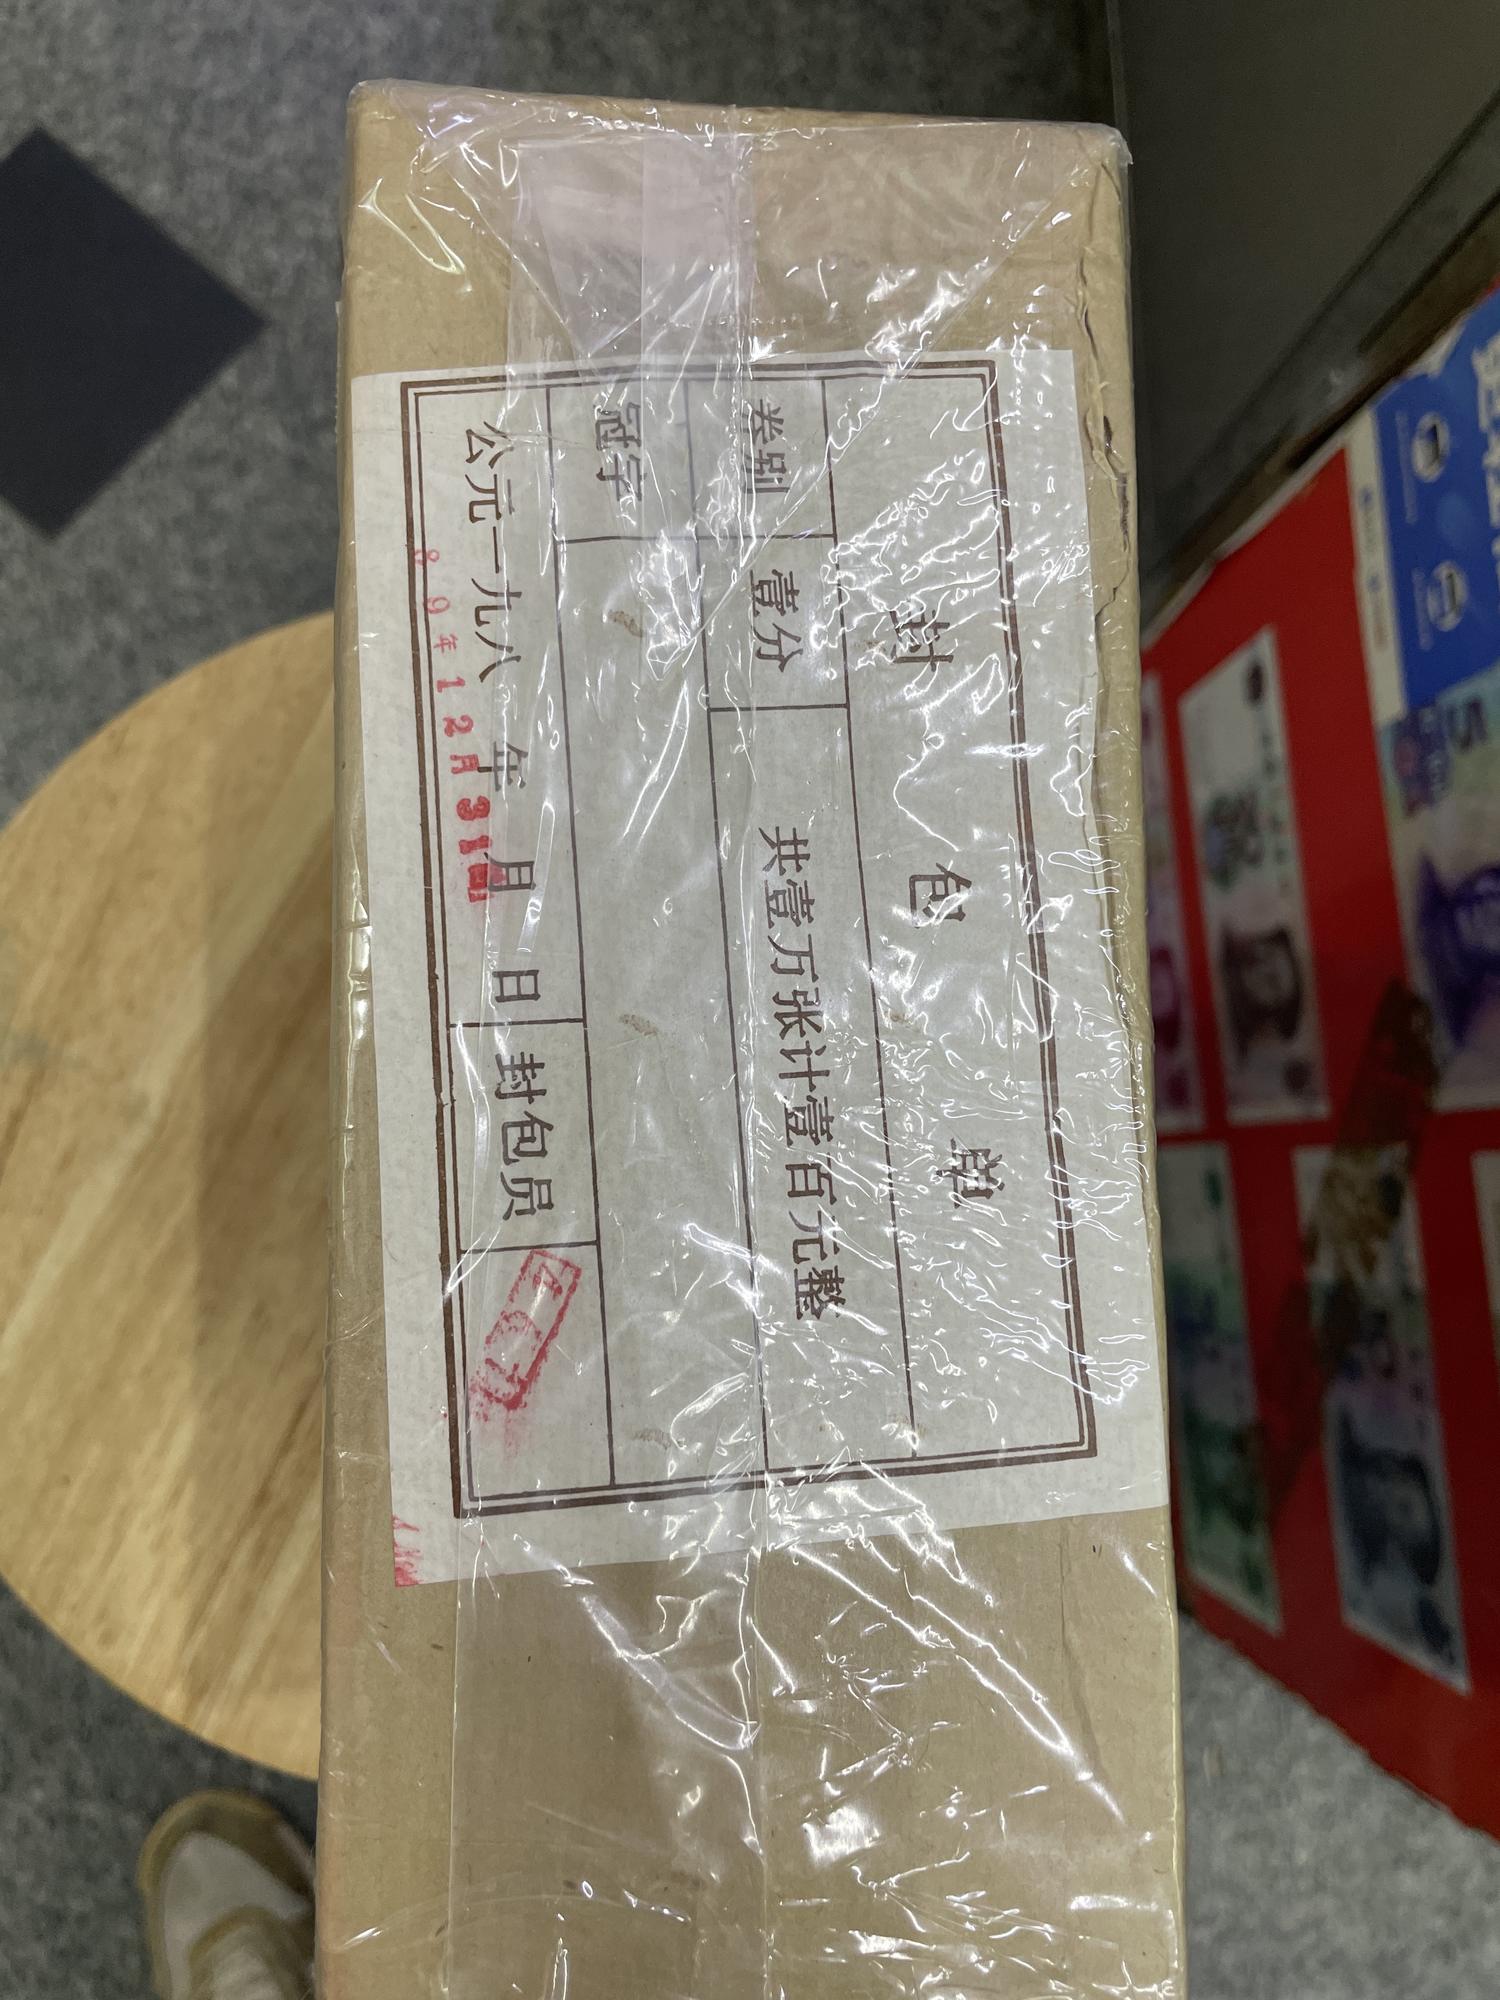 封包单
类别 壹分 共壹万张计壹百元整
冠字
公元一九八 年 月 日 封包员
89年12月31日